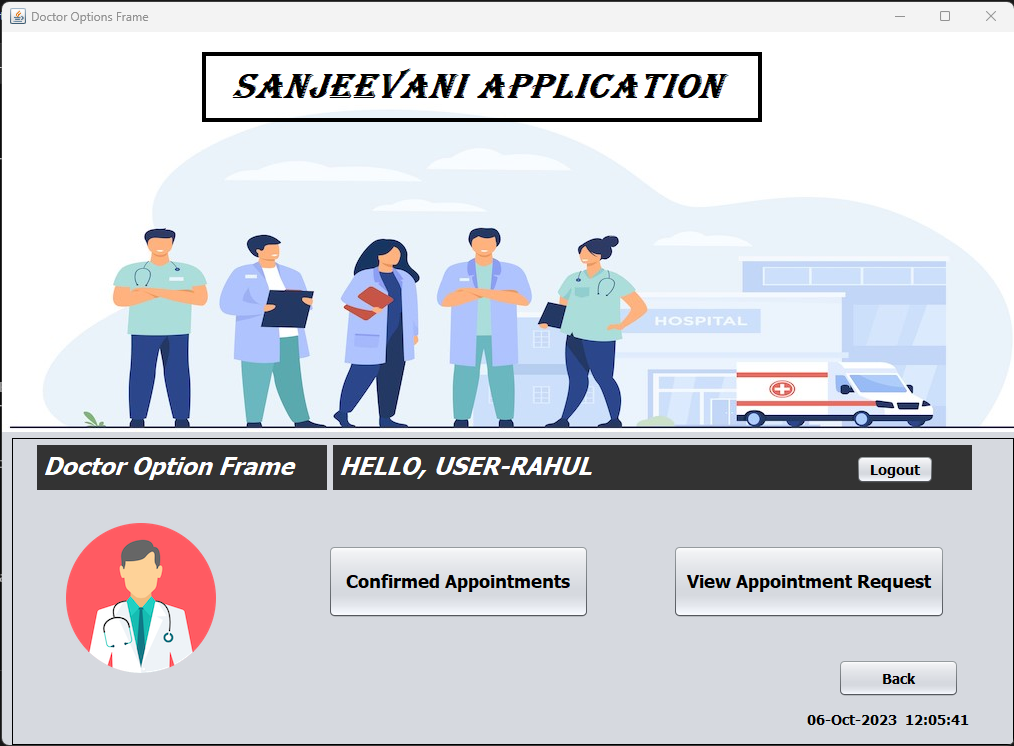 Doctor Options Frame
SANJEEVANI APPLICATION
HOSPITAL
Doctor Option Frame
HELLO, USER-RAHUL
Logout
Confirmed Appointments
View Appointment Request
Back
06-Oct-2023 12:05:41